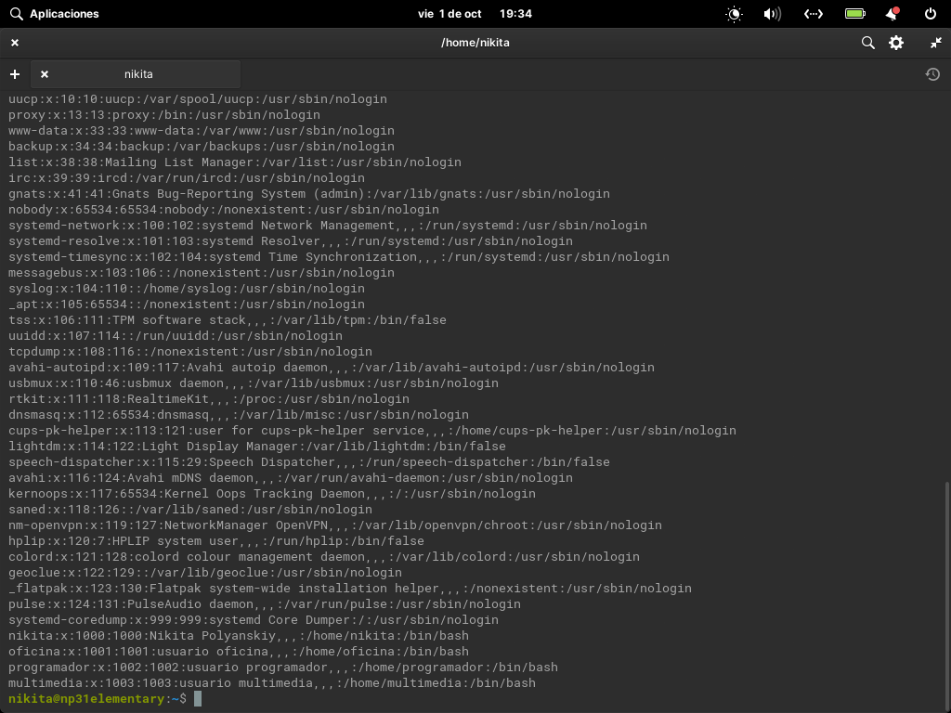 Aplicaciones
vie 1 de oct 19:34
/home/nikita
nikita
uucp:x:10:10:uucp:/var/spool/uucp:/usr/sbin/nologin
proxy:x:13:13:proxy:/bin:/usr/sbin/nologin
www-data:x:33:33:www-data:/var/www:/usr/sbin/nologin
backup:x:34:34:backup:/var/backups:/usr/sbin/nologin
list:x:38:38:Mailing List Manager:/var/list:/usr/sbin/nologin
irc:x:39:39:ircd:/var/run/ircd:/usr/sbin/nologin
gnats:x:41:41:Gnats Bug-Reporting System (admin):/var/lib/gnats:/usr/sbin/nologin
nobody:x:65534:65534:nobody:/nonexistent:/usr/sbin/nologin
systemd-network:x:100:102:systemd Network Management,,,:/run/systemd:/usr/sbin/nologin
systemd-resolve:x:101:103:systemd Resolver,,,:/run/systemd:/usr/sbin/nologin
systemd-timesync:x:102:104:systemd Time Synchronization,,,:/run/systemd:/usr/sbin/nologin
messagebus:x:103:106::/nonexistent:/usr/sbin/nologin
syslog:x:104:110::/home/syslog:/usr/sbin/nologin
_apt:x:105:65534::/nonexistent:/usr/sbin/nologin
tss:x:106:111:TPM software stack,,,:/var/lib/tpm:/bin/false
uuidd:x:107:114::/run/uuidd:/usr/sbin/nologin
tcpdump:x:108:116::/nonexistent:/usr/sbin/nologin
avahi-autoipd:x:109:117:Avahi autoip daemon,,,:/var/lib/avahi-autoipd:/usr/sbin/nologin
usbmux:x:110:46:usbmux daemon,,,:/var/lib/usbmux:/usr/sbin/nologin
rtkit:x:111:118:RealtimeKit,,,:/proc:/usr/sbin/nologin
dnsmasq:x:112:65534:dnsmasq,,,:/var/lib/misc:/usr/sbin/nologin
cups-pk-helper:x:113:121:user for cups-pk-helper service,,,:/home/cups-pk-helper:/usr/sbin/nologin
lightdm:x:114:122:Light Display Manager:/var/lib/lightdm:/bin/false
speech-dispatcher:x:115:29:Speech Dispatcher,,,:/run/speech-dispatcher:/bin/false
avahi:x:116:124:Avahi mDNS daemon,,,:/var/run/avahi-daemon:/usr/sbin/nologin
kernoops:x:117:65534:Kernel Oops Tracking Daemon,,,:/:/usr/sbin/nologin
saned:x:118:126::/var/lib/saned:/usr/sbin/nologin
nm-openvpn:x:119:127:NetworkManager OpenVPN,,,:/var/lib/openvpn/chroot:/usr/sbin/nologin
hplip:x:120:7:HPLIP system user,,,:/run/hplip:/bin/false
colord:x:121:128:colord colour management daemon,,,:/var/lib/colord:/usr/sbin/nologin
geoclue:x:122:129::/var/lib/geoclue:/usr/sbin/nologin
_flatpak:x:123:130:Flatpak system-wide installation helper,,,:/nonexistent:/usr/sbin/nologin
pulse:x:124:131:PulseAudio daemon,,,:/var/run/pulse:/usr/sbin/nologin
systemd-coredump:x:999:999:systemd Core Dumper:/:/usr/sbin/nologin
nikita:x:1000:1000:Nikita Polyanskiy,,,:/home/nikita:/bin/bash
oficina:x:1001:1001:usuario oficina,,,:/home/oficina:/bin/bash
programador:x:1002:1002:usuario programador,,,:/home/programador:/bin/bash
multimedia:x:1003:1003:usuario multimedia,,,:/home/multimedia:/bin/bash
nikita@np31elementary:~$